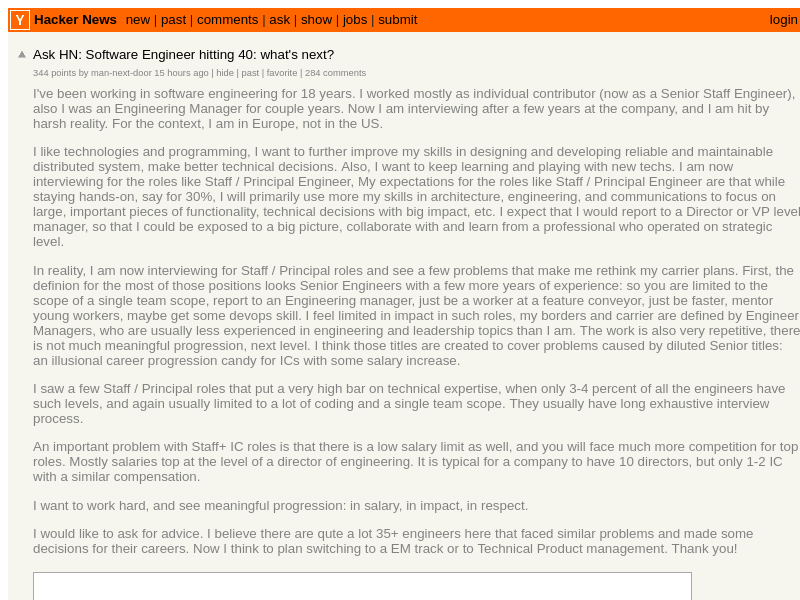 Y Hacker News new | past | comments | ask | show | jobs | submit login
Ask HN: Software Engineer hitting 40: what's next?
344 points by man-next-door 15 hours ago | hide | past | favorite | 284 comments
I've been working in software engineering for 18 years. I worked mostly as individual contributor (now as a Senior Staff Engineer),
also I was an Engineering Manager for couple years. Now I am interviewing after a few years at the company, and I am hit by
harsh reality. For the context, I am in Europe, not in the US.
I like technologies and programming, I want to further improve my skills in designing and developing reliable and maintainable
distributed system, make better technical decisions. Also, I want to keep learning and playing with new techs. I am now
interviewing for the roles like Staff / Principal Engineer, My expectations for the roles like Staff / Principal Engineer are that while
staying hands-on, say for 30%, I will primarily use more my skills in architecture, engineering, and communications to focus on
large, important pieces of functionality, technical decisions with big impact, etc. I expect that I would report to a Director or VP level
manager, so that I could be exposed to a big picture, collaborate with and learn from a professional who operated on strategic
level.
In reality, I am now interviewing for Staff / Principal roles and see a few problems that make me rethink my carrier plans. First, the
definion for the most of those positions looks Senior Engineers with a few more years of experience: so you are limited to the
scope of a single team scope, report to an Engineering manager, just be a worker at a feature conveyor, just be faster, mentor
young workers, maybe get some devops skill. I feel limited in impact in such roles, my borders and carrier are defined by Engineer
Managers, who are usually less experienced in engineering and leadership topics than I am. The work is also very repetitive, there
is not much meaningful progression, next level. I think those titles are created to cover problems caused by diluted Senior titles:
an illusional career progression candy for ICs with some salary increase.
I saw a few Staff / Principal roles that put a very high bar on technical expertise, when only 3-4 percent of all the engineers have
such levels, and again usually limited to a lot of coding and a single team scope. They usually have long exhaustive interview
process.
An important problem with Staff+ IC roles is that there is a low salary limit as well, and you will face much more competition for top
roles. Mostly salaries top at the level of a director of engineering. It is typical for a company to have 10 directors, but only 1-2 IC
with a similar compensation.
I want to work hard, and see meaningful progression: in salary, in impact, in respect.
I would like to ask for advice. I believe there are qute a lot 35+ engineers here that faced similar problems and made some
decisions for their careers. Now I think to plan switching to a EM track or to Technical Product management. Thank you!